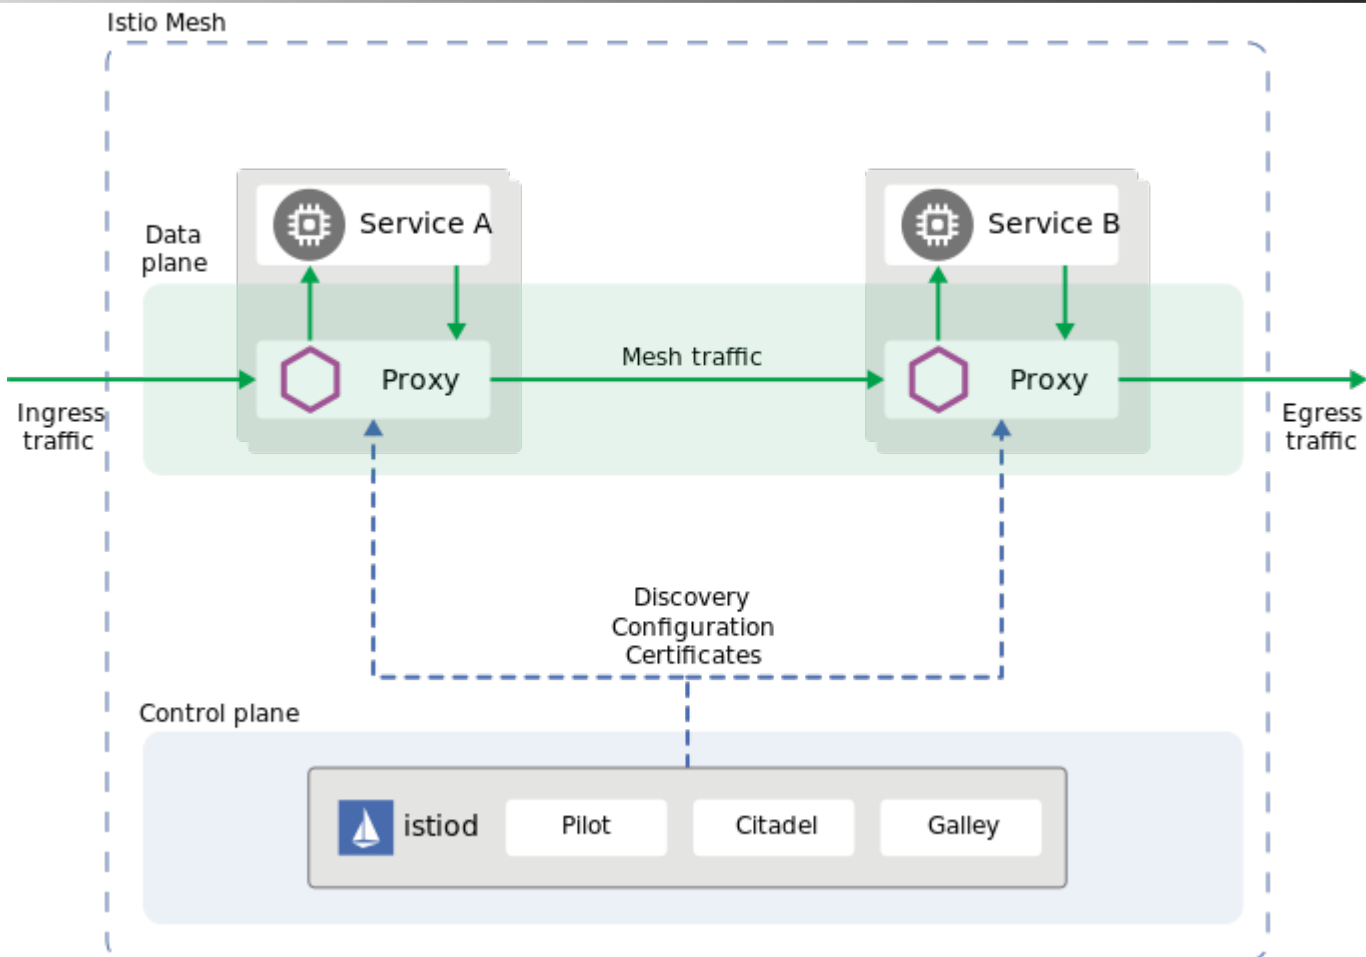 Istio Mesh
Service A
Service B
Data
plane
Mesh traffic
Proxy
Proxy
Ingress
traffic
Egress
traffic
Discovery
Configuration
Certificates
Control plane
istiod
Pilot
Citadel
Galley